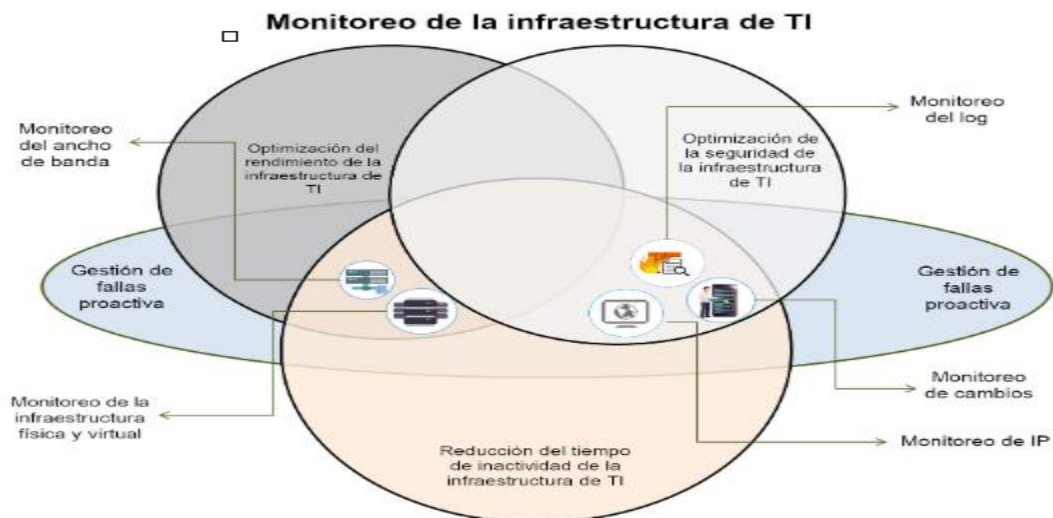 Monitoreo de la infraestructura de TI
Monitoreo
del ancho
de banda
Optimización del
rendimiento de la
infraestructura de
TI
Optimización de
la seguridad de
la infraestructura
de TI
Monitoreo
del log
Gestión de
fallas
proactiva
Gestión de
fallas
proactiva
Monitoreo de la
infraestructura
física y virtual
Monitoreo
de cambios
Monitoreo de IP
Reducción del tiempo
de inactividad de la
infraestructura de TI